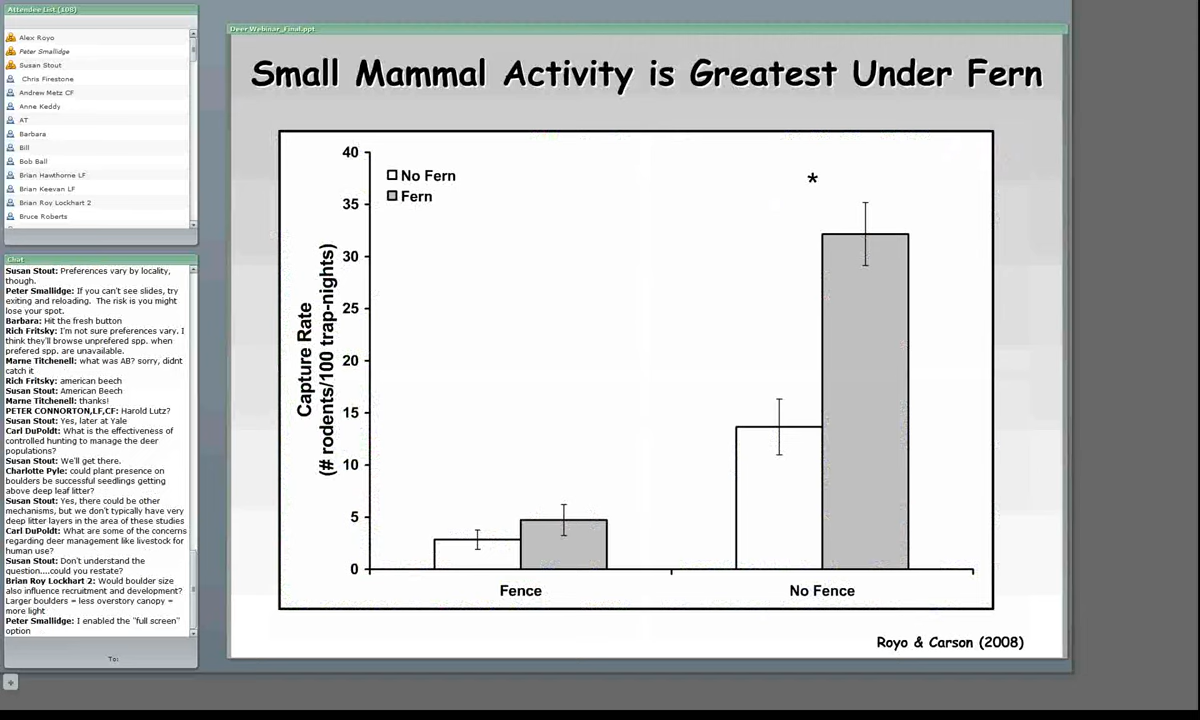 Attendee List (108)
Alex Royo
Peter Smallidge
Susan Stout
Chris Firestone
Andrew Metz CF
Anne Keddy
AT
Barbara
Bill
Bob Ball
Brian Hawthorne LF
Brian Keevan LF
Brian Roy Lockhart 2
Bruce Roberts
Chat
Susan Stout: Preferences vary by locality,
though.
Peter Smallidge: If you can't see slides, try
exiting and reloading. The risk is you might
lose your spot.
Barbara: Hit the fresh button
Rich Fritsky: I'm not sure preferences vary. I
think they'll browse unprefered spp. when
prefered spp. are unavailable.
Marne Titchenell: what was AB? sorry, didnt
catch it
Rich Fritsky: american beech
Susan Stout: American Beech
Marne Titchenell: thanks!
PETER CONNORTON,LF,CF: Harold Lutz?
Susan Stout: Yes, later at Yale
Carl DuPoldt: What is the effectiveness of
controlled hunting to manage the deer
populations?
Susan Stout: We'll get there.
Charlotte Pyle: could plant presence on
boulders be successful seedlings getting
above deep leaf litter?
Susan Stout: Yes, there could be other
mechanisms, but we don't typically have very
deep litter layers in the area of these studies
Carl DuPoldt: What are some of the concerns
regarding deer management like livestock for
human use?
Susan Stout: Don't understand the
question....could you restate?
Brian Roy Lockhart 2: Would boulder size
also influence recruitment and development?
Larger boulders = less overstory canopy =
more light
Peter Smallidge: I enabled the "full screen"
option
To:
Deer Webinar_Final.ppt
Small Mammal Activity is Greatest Under Fern
Capture Rate
(# rodents/100 trap-nights)
40
35
30
25
20
15
10
5
0
No Fern
Fern
*
Fence
No Fence
Royo & Carson (2008)